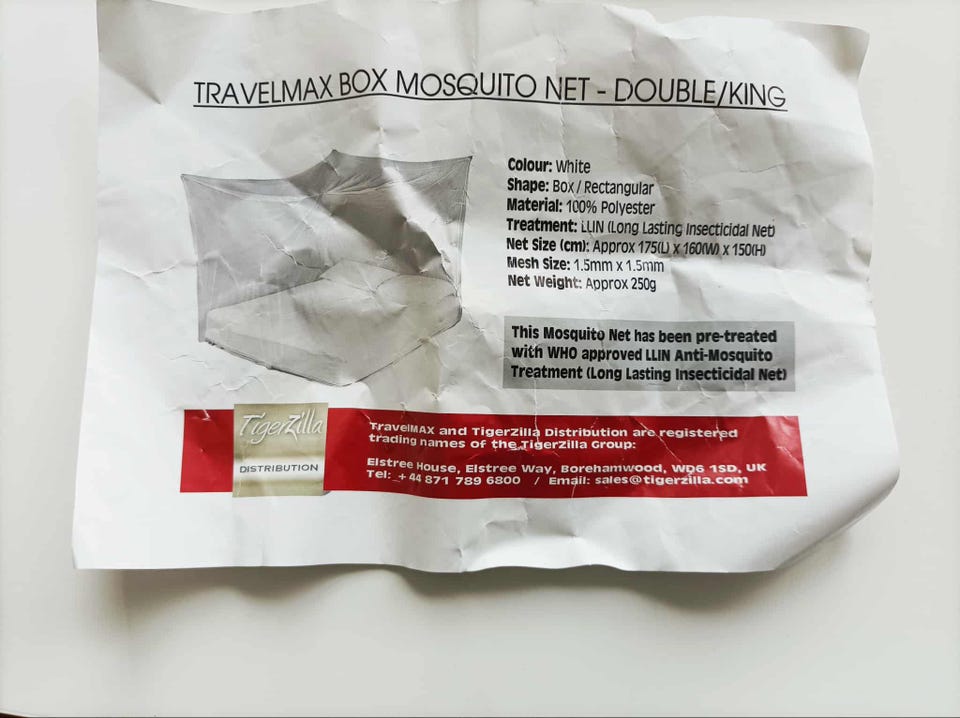 TRAVELMAX BOX MOSQUITO NET - DOUBLE/KING
Colour: White
Shape: Box / Rectangular
Material: 100% Polyester
Treatment: LLIN (Long Lasting Insecticidal Net)
Net Size (cm): Approx 175(L) x 160(W) x 150(H)
Mesh Size: 1.5mm x 1.5mm
Net Weight: Approx 250g
This Mosquito Net has been pre-treated
with WHO approved LLIN Anti-Mosquito
Treatment (Long Lasting Insecticidal Net)
TigerZilla
DISTRIBUTION
TravelMAX and TigerZilla Distribution are registered
trading names of the TigerZilla Group:
Elstree House, Elstree Way, Borehamwood, WD6 1SD, UK
Tel: + 44 871 789 6800 / Email: sales@tigerzilla.com